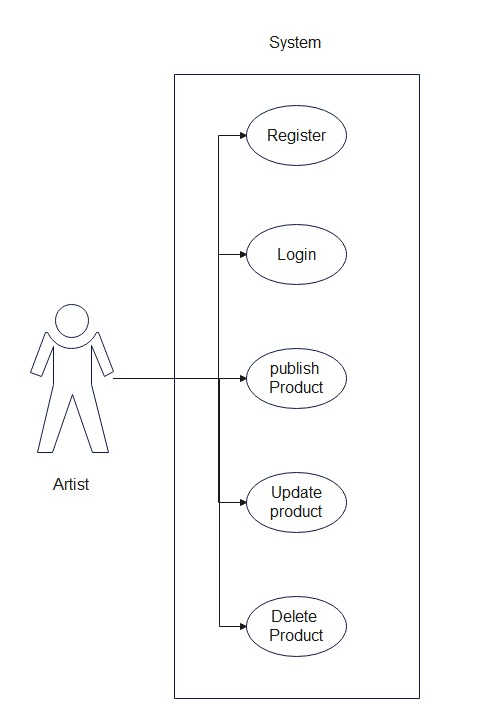 System
Register
Login
publish
Product
Update
product
Delete
Product
Artist